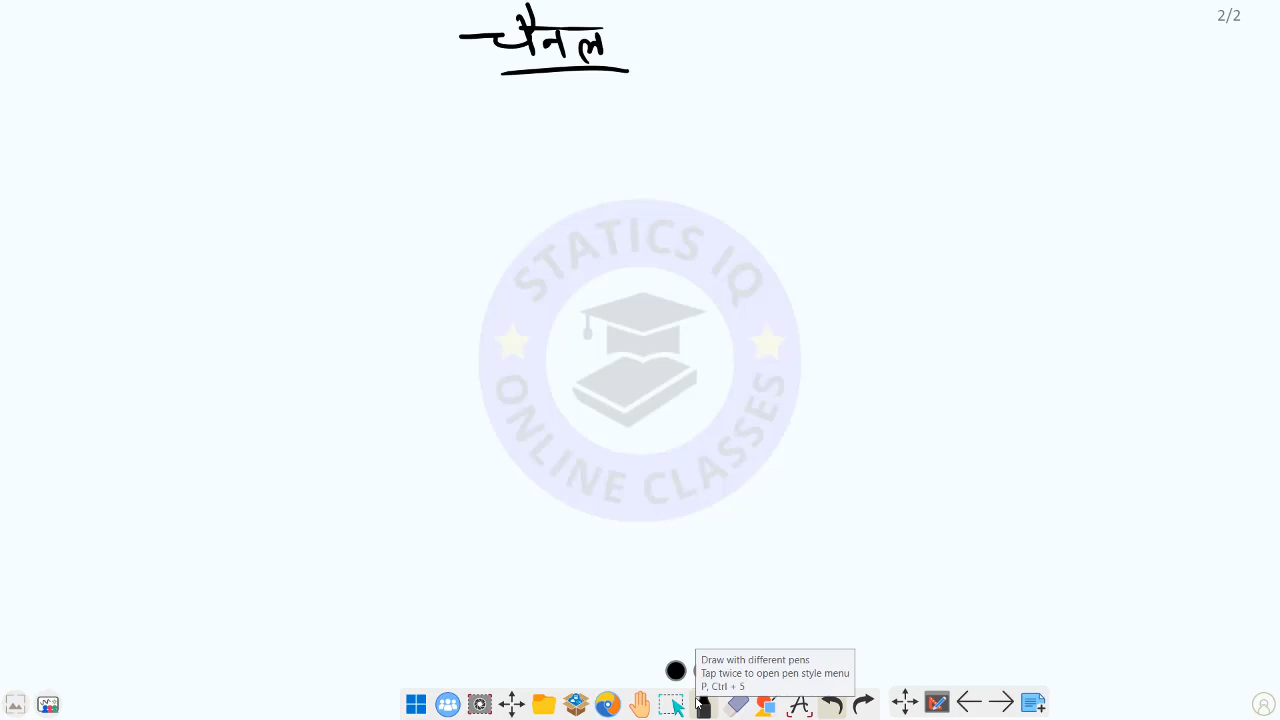 2/2
चैनल
STATICS IQ
ONLINE CLASSES
Draw with different pens
Tap twice to open pen style menu
P, Ctrl + 5